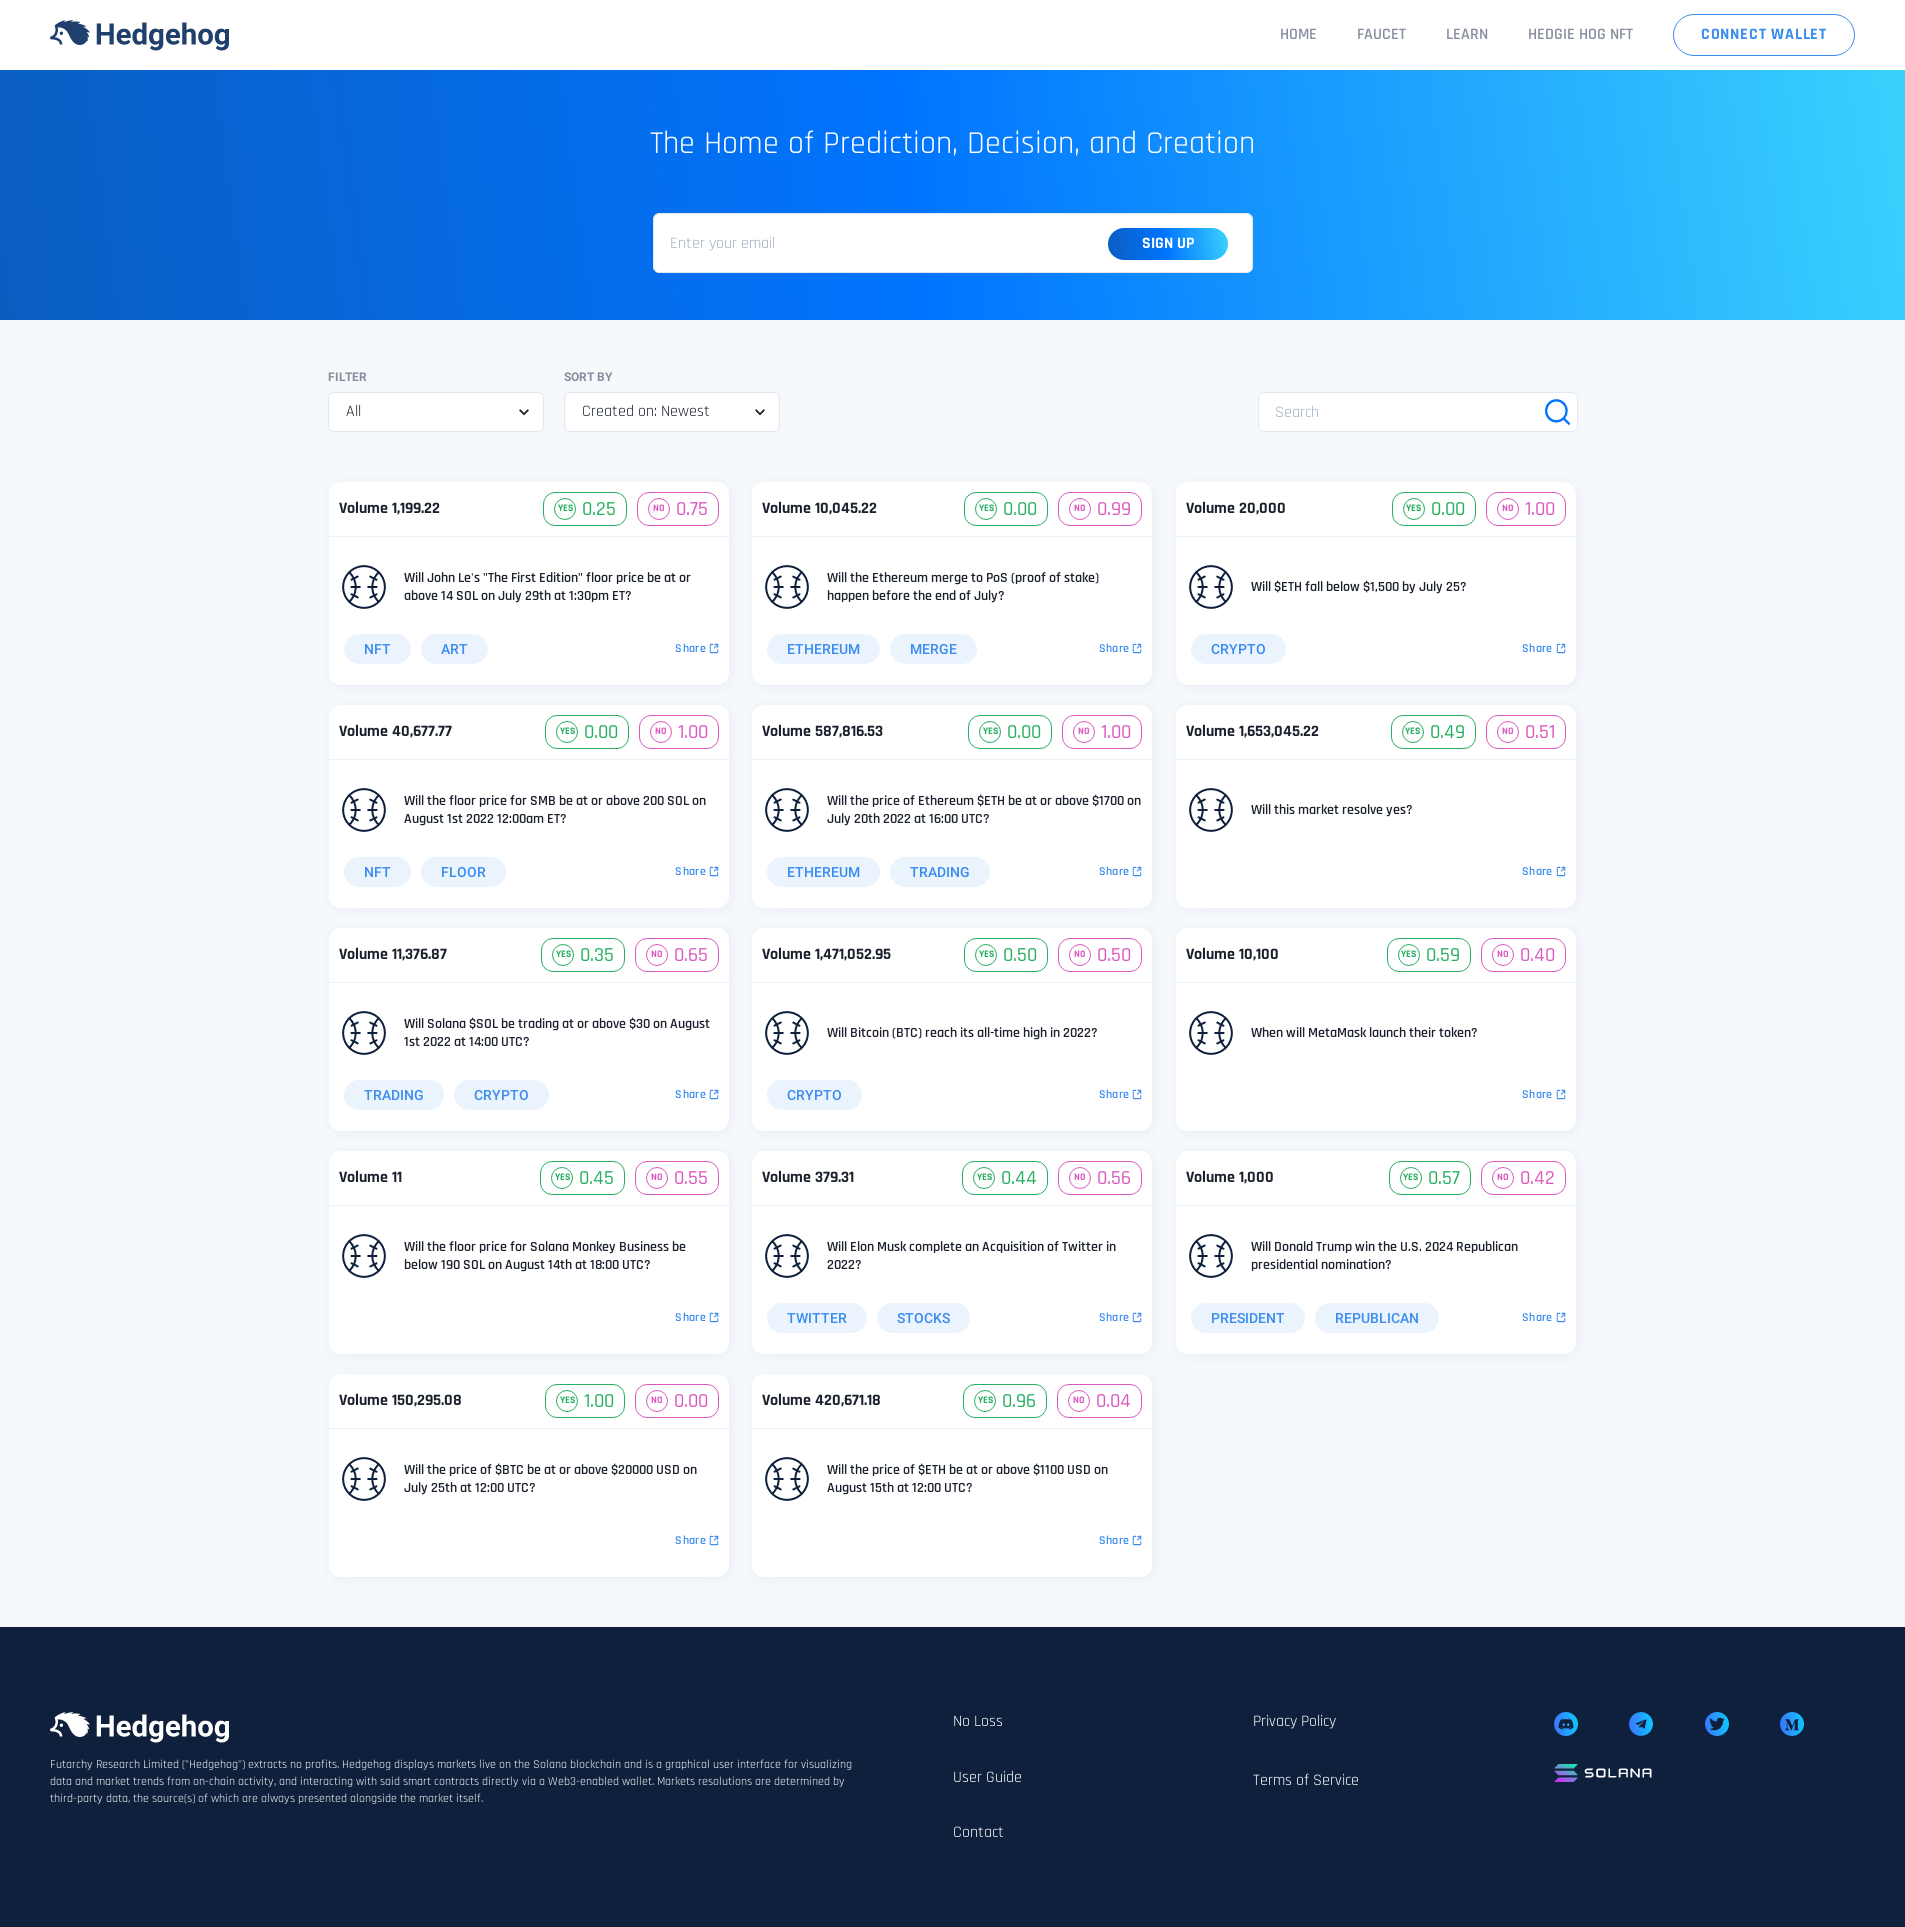 Hedgehog
HOME FAUCET LEARN HEDGIE HOG NFT CONNECT WALLET
The Home of Prediction, Decision, and Creation
Enter your email SIGN UP
FILTER SORT BY
All Created on: Newest Search
Volume 1,199.22 YES 0.25 NO 0.75
Will John Le's "The First Edition" floor price be at or
above 14 SOL on July 29th at 1:30pm ET?
NFT ART Share
Volume 10,045.22 YES 0.00 NO 0.99
Will the Ethereum merge to PoS (proof of stake)
happen before the end of July?
ETHEREUM MERGE Share
Volume 20,000 YES 0.00 NO 1.00
Will $ETH fall below $1,500 by July 25?
CRYPTO Share
Volume 40,677.77 YES 0.00 NO 1.00
Will the floor price for SMB be at or above 200 SOL on
August 1st 2022 12:00am ET?
NFT FLOOR Share
Volume 587,816.53 YES 0.00 NO 1.00
Will the price of Ethereum $ETH be at or above $1700 on
July 20th 2022 at 16:00 UTC?
ETHEREUM TRADING Share
Volume 1,653,045.22 YES 0.49 NO 0.51
Will this market resolve yes?
Share
Volume 11,376.87 YES 0.35 NO 0.65
Will Solana $SOL be trading at or above $30 on August
1st 2022 at 14:00 UTC?
TRADING CRYPTO Share
Volume 1,471,052.95 YES 0.50 NO 0.50
Will Bitcoin (BTC) reach its all-time high in 2022?
CRYPTO Share
Volume 10,100 YES 0.59 NO 0.40
When will MetaMask launch their token?
Share
Volume 11 YES 0.45 NO 0.55
Will the floor price for Solana Monkey Business be
below 190 SOL on August 14th at 18:00 UTC?
Share
Volume 379.31 YES 0.44 NO 0.56
Will Elon Musk complete an Acquisition of Twitter in
2022?
TWITTER STOCKS Share
Volume 1,000 YES 0.57 NO 0.42
Will Donald Trump win the U.S. 2024 Republican
presidential nomination?
PRESIDENT REPUBLICAN Share
Volume 150,295.08 YES 1.00 NO 0.00
Will the price of $BTC be at or above $20000 USD on
July 25th at 12:00 UTC?
Share
Volume 420,671.18 YES 0.96 NO 0.04
Will the price of $ETH be at or above $1100 USD on
August 15th at 12:00 UTC?
Share
Hedgehog
Futarchy Research Limited ("Hedgehog") extracts no profits. Hedgehog displays markets live on the Solana blockchain and is a graphical user interface for visualizing
data and market trends from on-chain activity, and interacting with said smart contracts directly via a Web3-enabled wallet. Markets resolutions are determined by
third-party data, the source(s) of which are always presented alongside the market itself.
No Loss
User Guide
Contact
Privacy Policy
Terms of Service
M
SOLANA